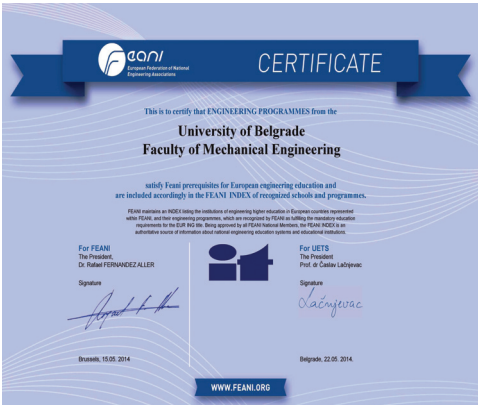 Feani
European Federation of National
Engineering Associations
CERTIFICATE
This is to certify that ENGINEERING PROGRAMMES from the
University of Belgrade
Faculty of Mechanical Engineering
satisfy Feani prerequisites for European engineering education and
are included accordingly in the FEANI INDEX of recognized schools and programmes.
FEANI maintains an INDEX listing the institutions of engineering higher education in European countries represented
within FEANI, and their engineering programmes, which are recognized by FEANI as fulfilling the mandatory education
requirements for the EUR ING title. Being approved by all FEANI National Members, the FEANI INDEX is an
authoritative source of information about national engineering education systems and educational institutions.
For FEANI
The President,
Dr. Rafael FERNANDEZ ALLER
Signature
Brussels, 15.05. 2014
it
For UETS
The President
Prof. dr Časlav Lačnjevac
Signature
Lačnjevac
Belgrade, 22.05. 2014.
WWW.FEANI.ORG